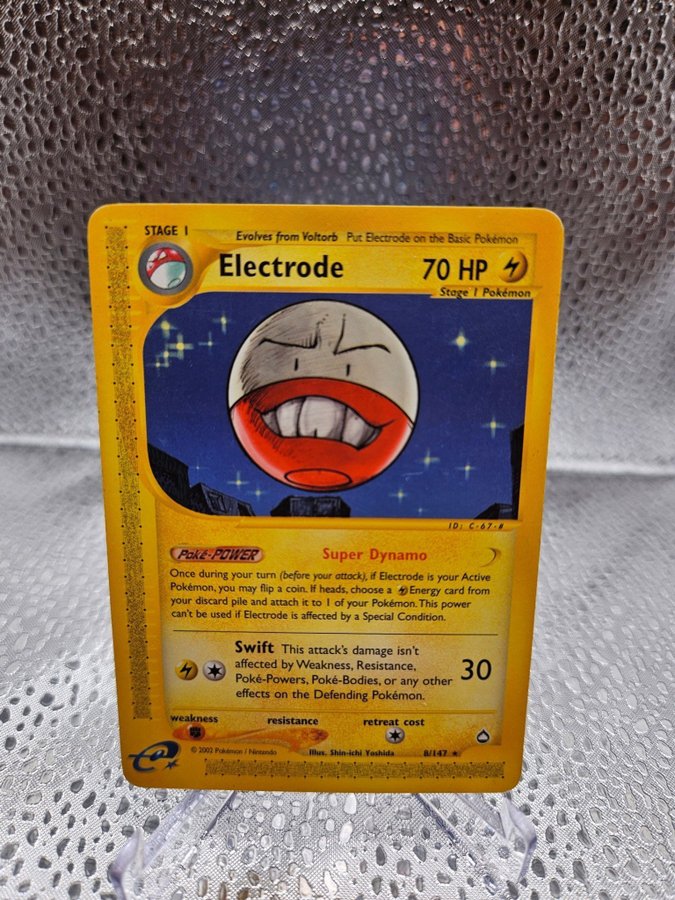 STAGE 1
Evolves from Voltorb Put Electrode on the Basic Pokémon
Electrode 70 HP
Stage 1 Pokémon
ID: C-67-#
Poké-POWER Super Dynamo
Once during your turn (before your attack), if Electrode is your Active
Pokémon, you may flip a coin. If heads, choose a Energy card from
your discard pile and attach it to 1 of your Pokémon. This power
can't be used if Electrode is affected by a Special Condition.
Swift This attack's damage isn't
affected by Weakness, Resistance,
Poké-Powers, Poké-Bodies, or any other
effects on the Defending Pokémon.
30
weakness resistance retreat cost
© 2002 Pokémon / Nintendo Illus. Shin-ichi Yoshida 8/147 ★
e